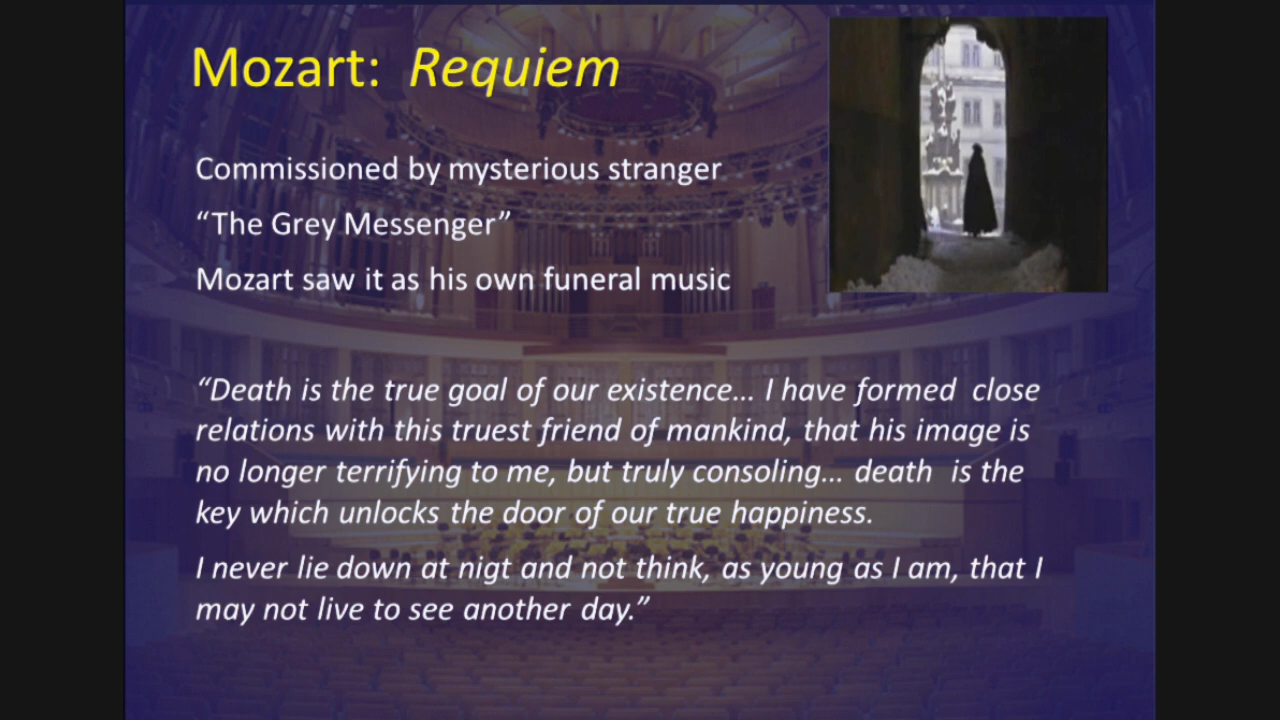 Mozart: Requiem
Commissioned by mysterious stranger
“The Grey Messenger”
Mozart saw it as his own funeral music
“Death is the true goal of our existence... I have formed close
relations with this truest friend of mankind, that his image is
no longer terrifying to me, but truly consoling... death is the
key which unlocks the door of our true happiness.
I never lie down at nigt and not think, as young as I am, that I
may not live to see another day.”